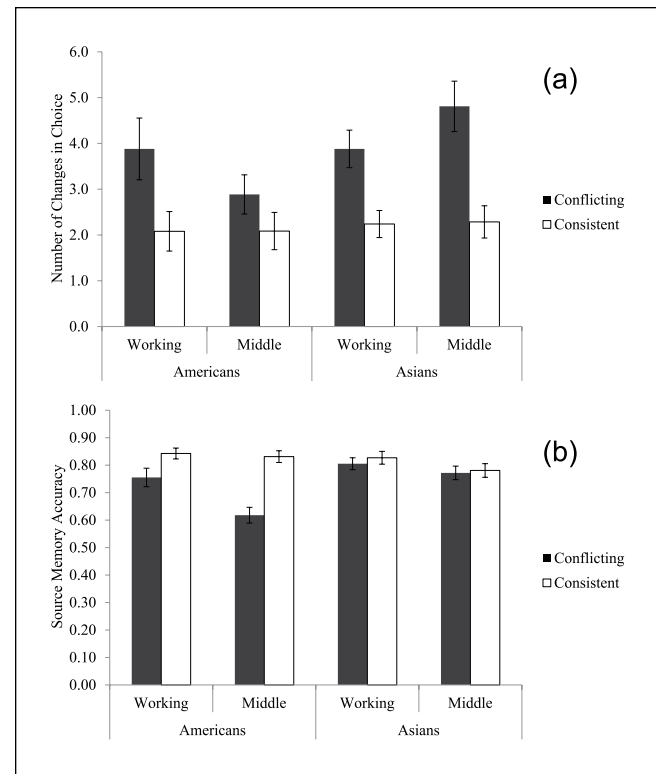 (a)
Number of Changes in Choice
6.0
5.0
4.0
3.0
2.0
1.0
0.0
Working Middle Working Middle
Americans Asians
Conflicting
Consistent
(b)
Source Memory Accuracy
1.00
0.90
0.80
0.70
0.60
0.50
0.40
0.30
0.20
0.10
0.00
Working Middle Working Middle
Americans Asians
Conflicting
Consistent